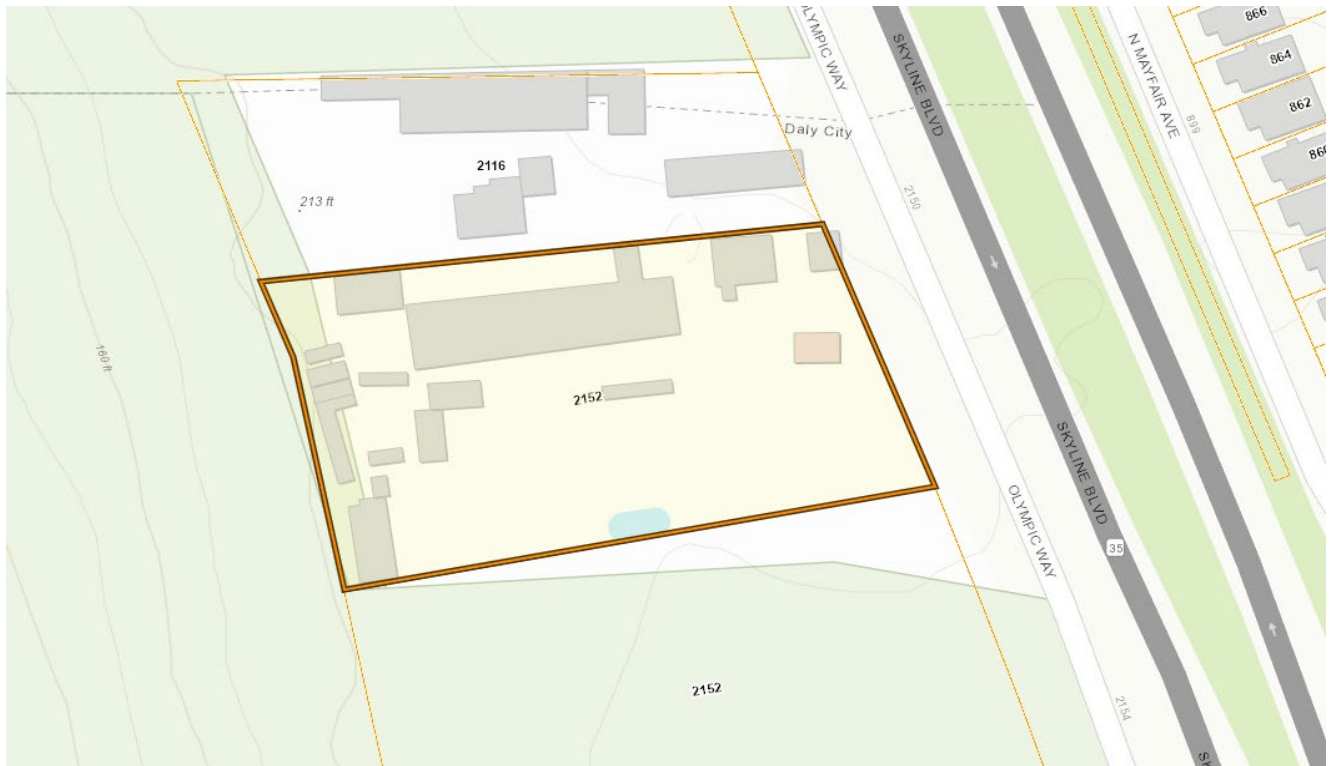 866
OLYMPIC WAY
SKYLINE BLVD
N MAYFAIR AVE
864
862
899
Daly City
2116
2150
213 ft
160 ft
2152
SKYLINE BLVD
OLYMPIC WAY
35
2152
2154